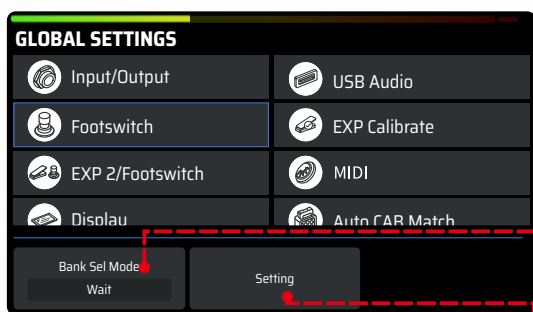 GLOBAL SETTINGS
Input/Output
USB Audio
Footswitch
EXP Calibrate
EXP 2/Footswitch
MIDI
Display
Auto CAB Match
Bank Sel Mode
Wait
Setting